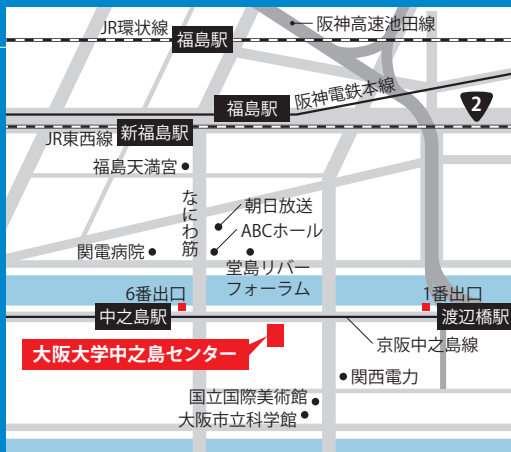 JR環状線
阪神高速池田線
福島駅
阪神電鉄本線
福島駅
2
JR東西線
新福島駅
福島天満宮
なにわ筋
朝日放送
ABCホール
関電病院
堂島リバー
フォーラム
6番出口
1番出口
中之島駅
渡辺橋駅
大阪大学中之島センター
京阪中之島線
関西電力
国立国際美術館
大阪市立科学館